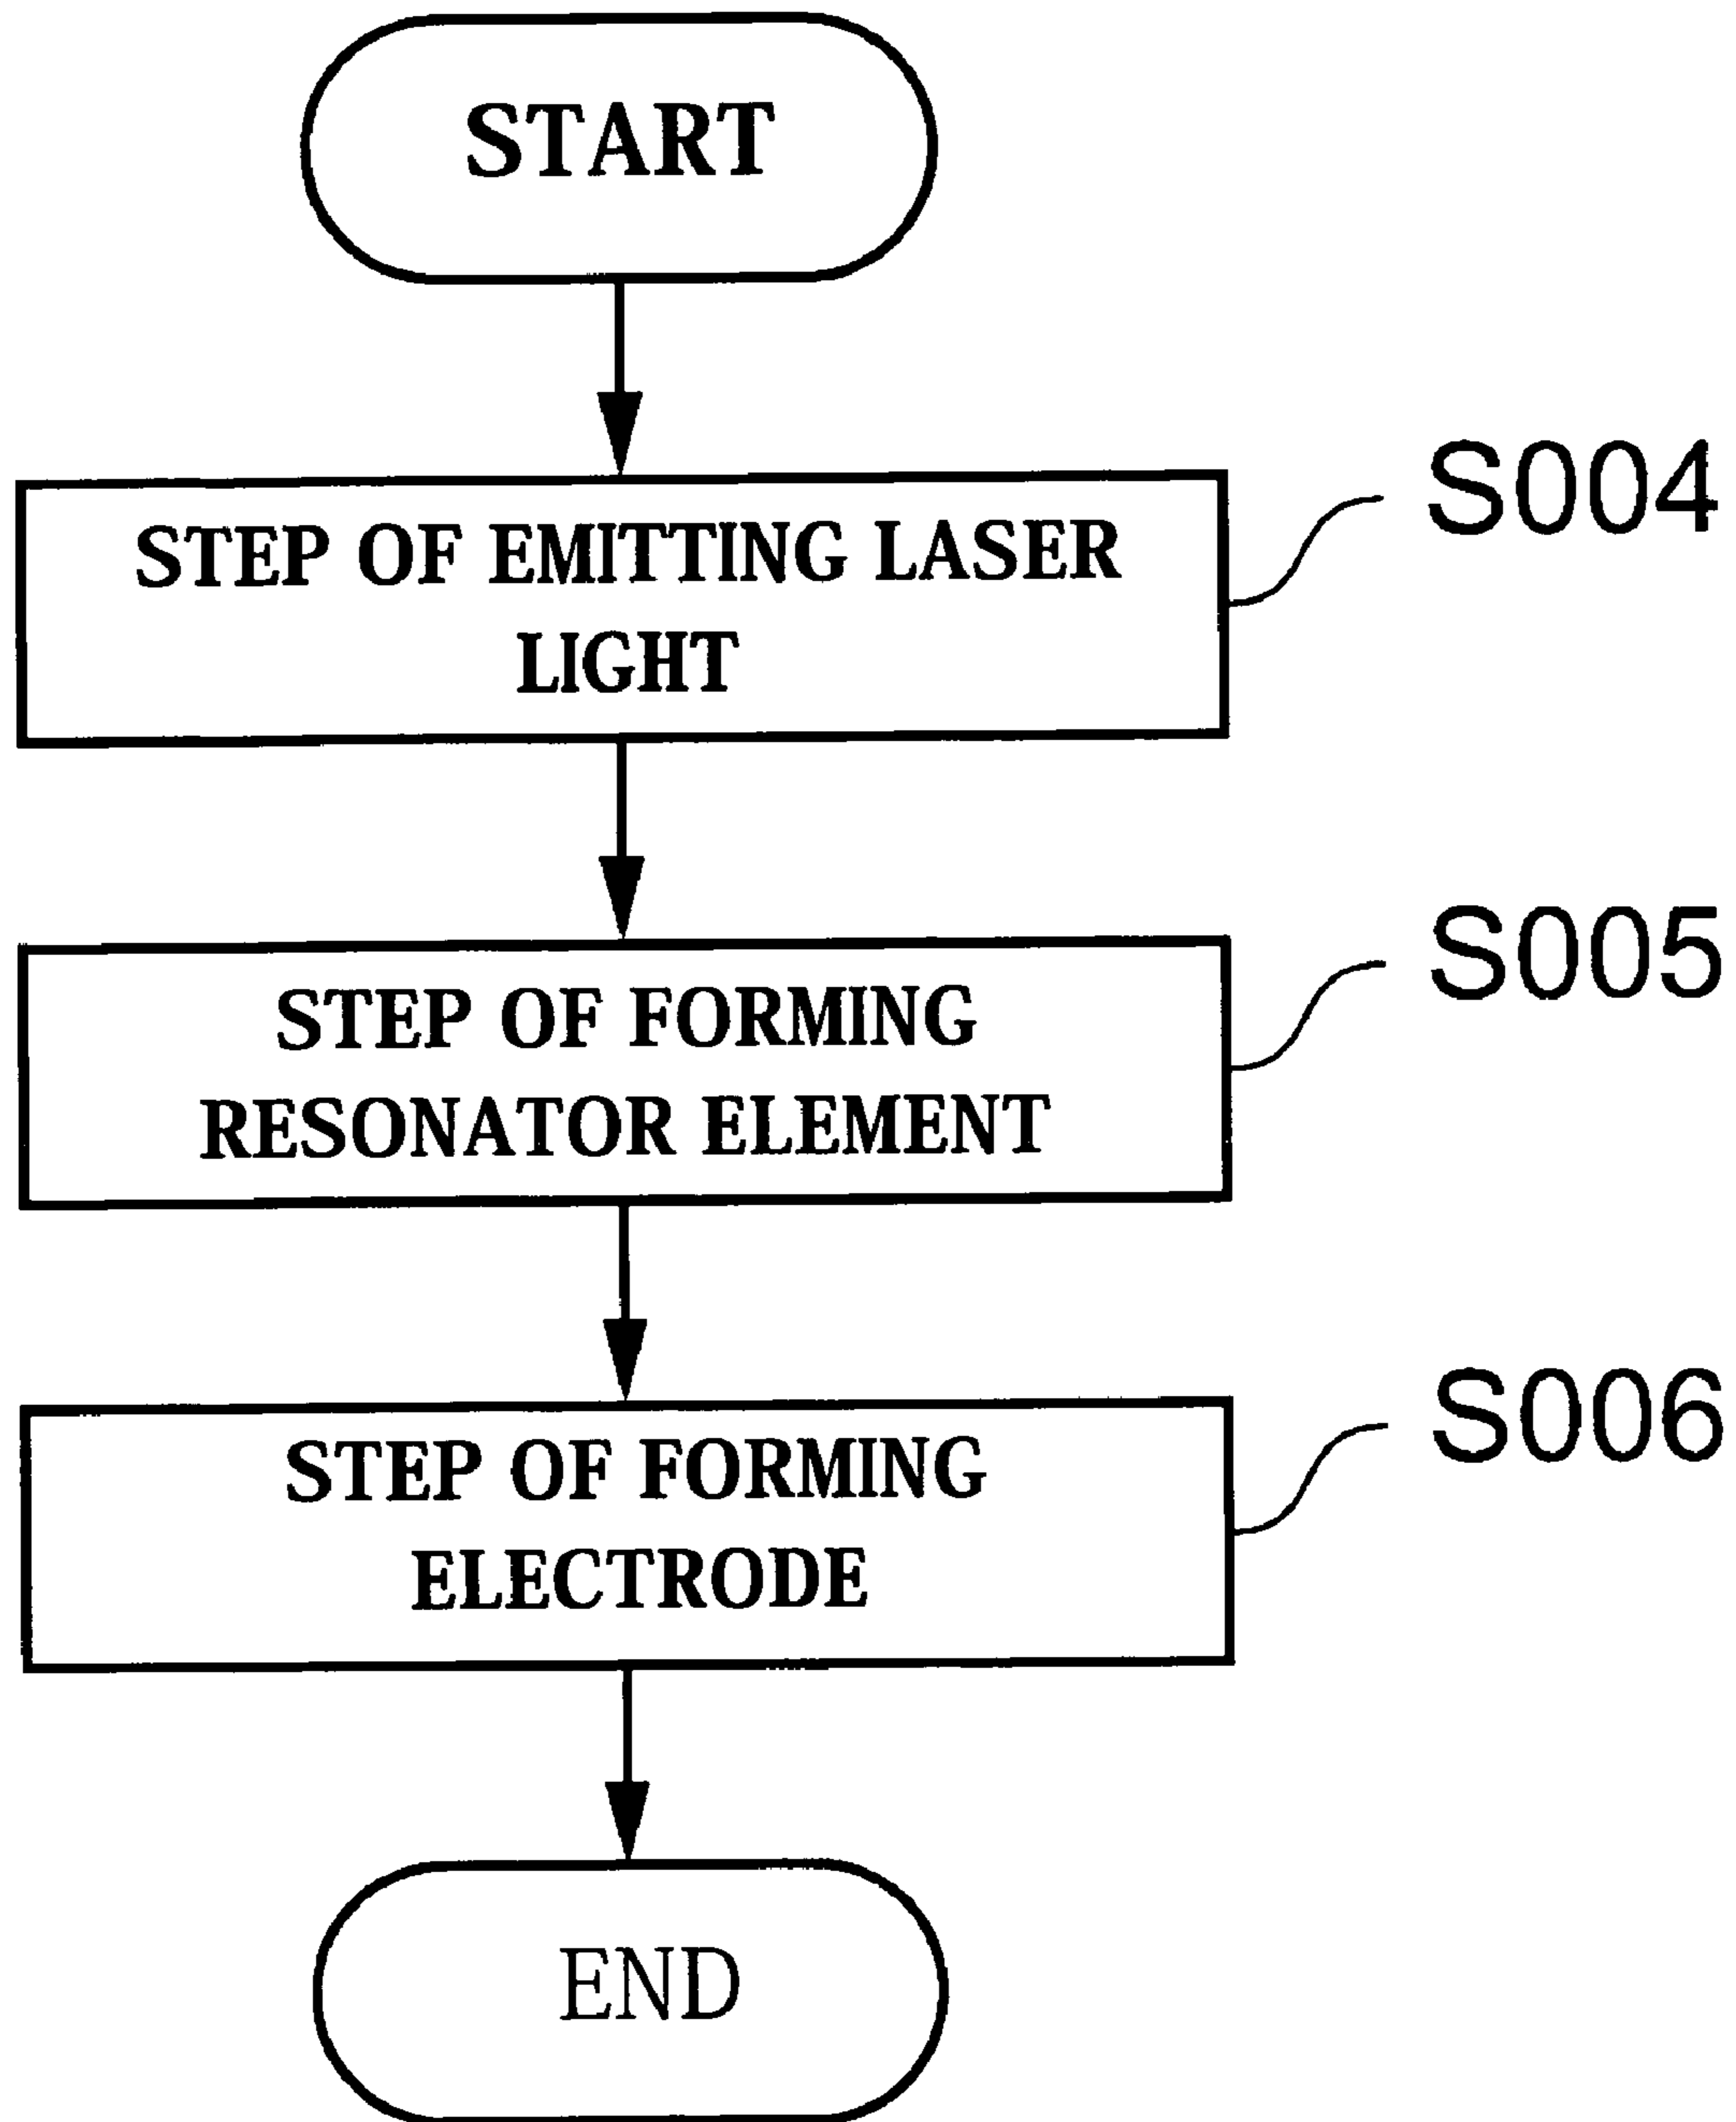 START
S004
STEP OF EMITTING LASER
LIGHT
S005
STEP OF FORMING
RESONATOR ELEMENT
S006
STEP OF FORMING
ELECTRODE
END